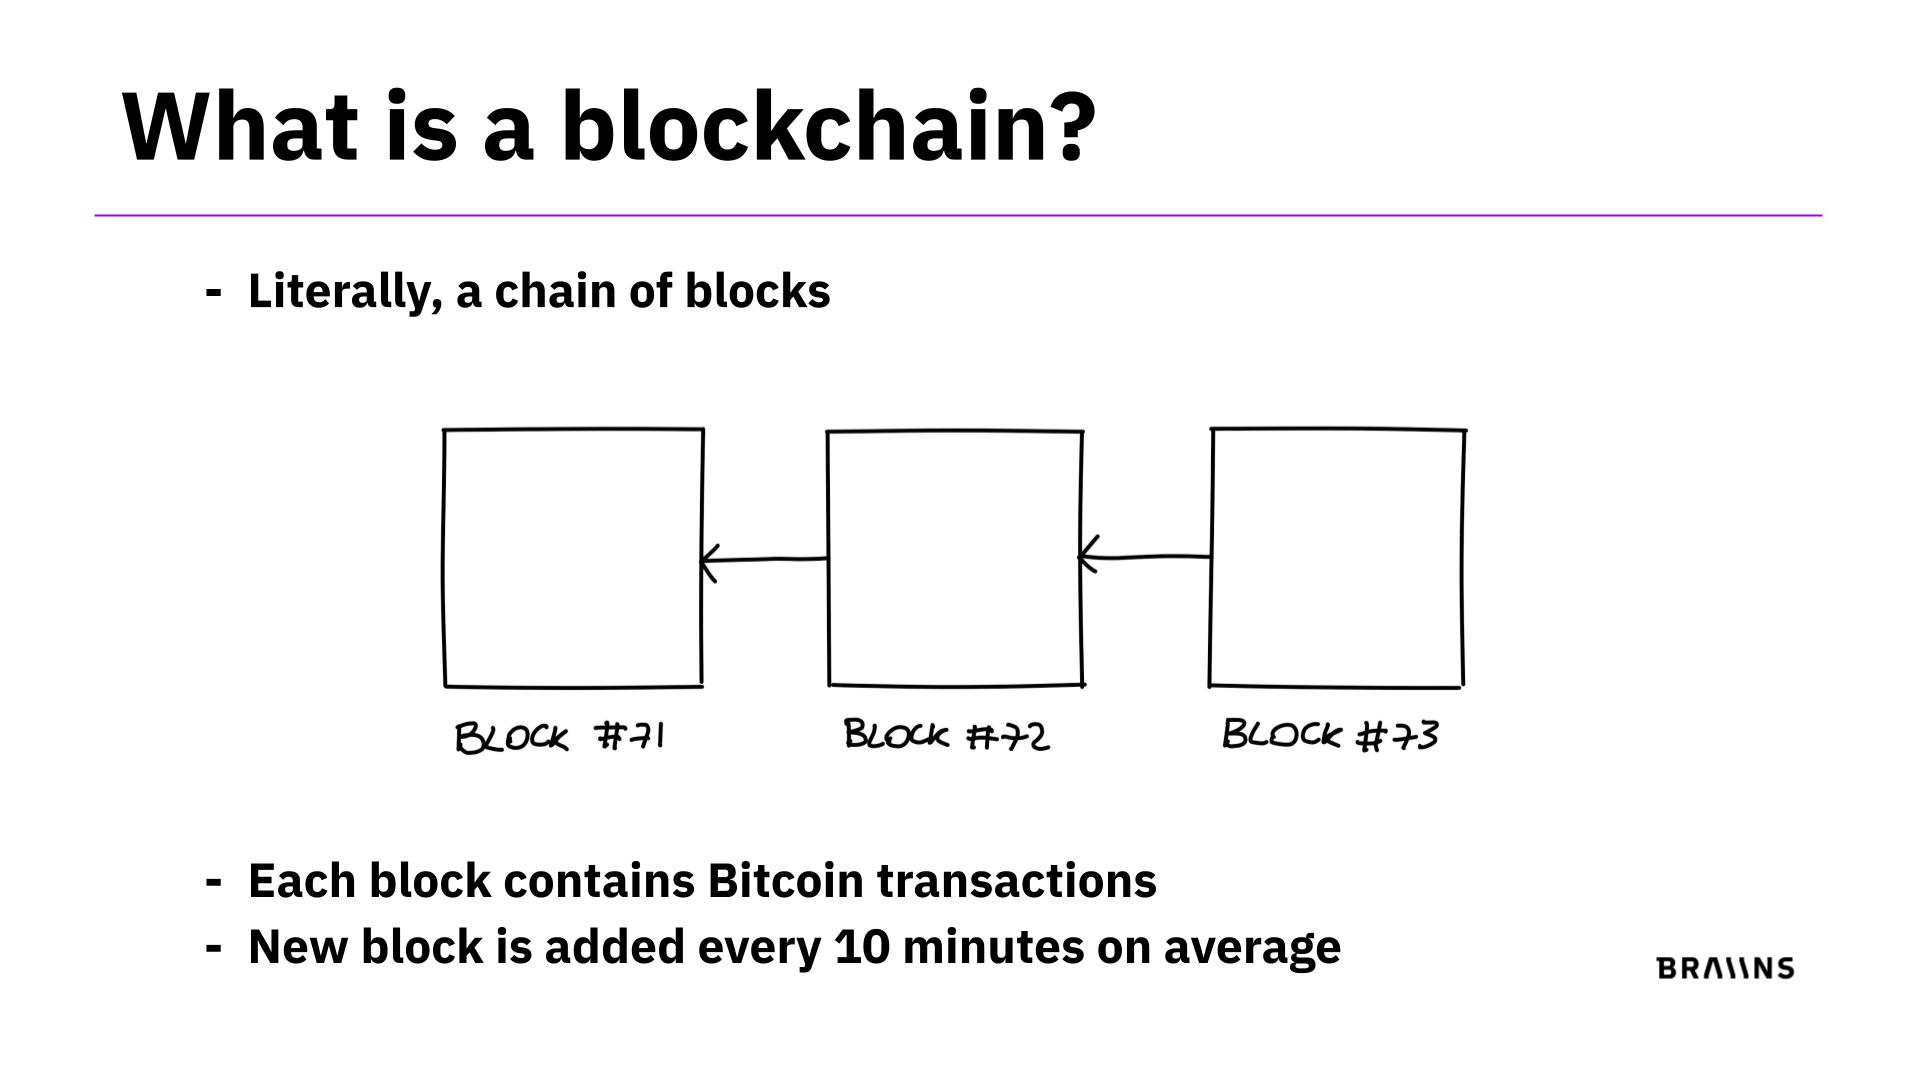 What is a blockchain?
- Literally, a chain of blocks
BLOCK #71
BLOCK #72
BLOCK #73
- Each block contains Bitcoin transactions
- New block is added every 10 minutes on average
BRAIINS